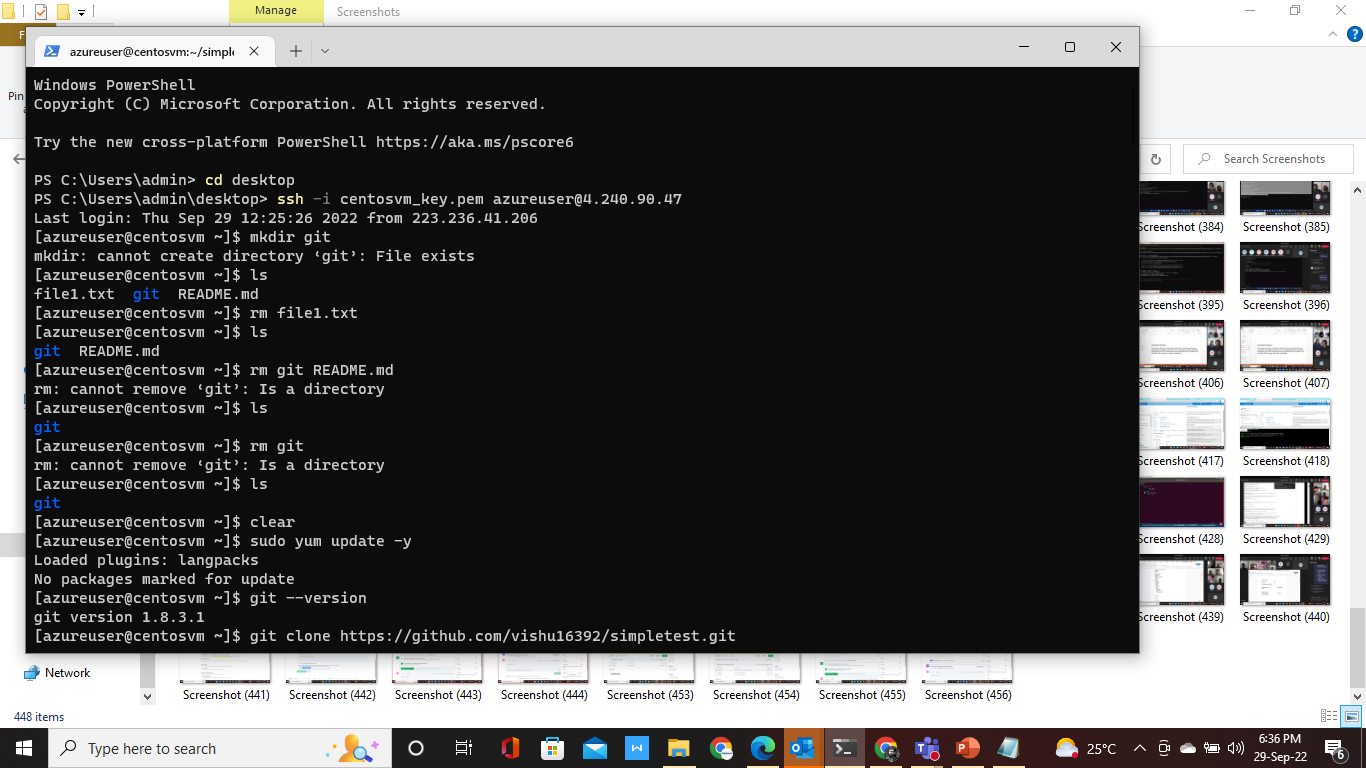 Manage
Screenshots
azureuser@centosvm:~/simple
Windows PowerShell
Copyright (C) Microsoft Corporation. All rights reserved.
Try the new cross-platform PowerShell https://aka.ms/pscore6
PS C:\Users\admin> cd desktop
PS C:\Users\admin\desktop> ssh -i centosvm_key.pem azureuser@4.240.90.47
Last login: Thu Sep 29 12:25:26 2022 from 223.236.41.206
[azureuser@centosvm ~]$ mkdir git
mkdir: cannot create directory ‘git’: File exists
[azureuser@centosvm ~]$ ls
file1.txt  git  README.md
[azureuser@centosvm ~]$ rm file1.txt
[azureuser@centosvm ~]$ ls
git  README.md
[azureuser@centosvm ~]$ rm git README.md
rm: cannot remove ‘git’: Is a directory
[azureuser@centosvm ~]$ ls
git
[azureuser@centosvm ~]$ rm git
rm: cannot remove ‘git’: Is a directory
[azureuser@centosvm ~]$ ls
git
[azureuser@centosvm ~]$ clear
[azureuser@centosvm ~]$ sudo yum update -y
Loaded plugins: langpacks
No packages marked for update
[azureuser@centosvm ~]$ git --version
git version 1.8.3.1
[azureuser@centosvm ~]$ git clone https://github.com/vishu16392/simpletest.git
Pin
Search Screenshots
Screenshot (384) Screenshot (385)
Screenshot (395) Screenshot (396)
Screenshot (406) Screenshot (407)
Screenshot (417) Screenshot (418)
Screenshot (428) Screenshot (429)
Screenshot (439) Screenshot (440)
Network
Screenshot (441) Screenshot (442) Screenshot (443) Screenshot (444) Screenshot (453) Screenshot (454) Screenshot (455) Screenshot (456)
448 items
Type here to search
25°C
6:36 PM
29-Sep-22
6